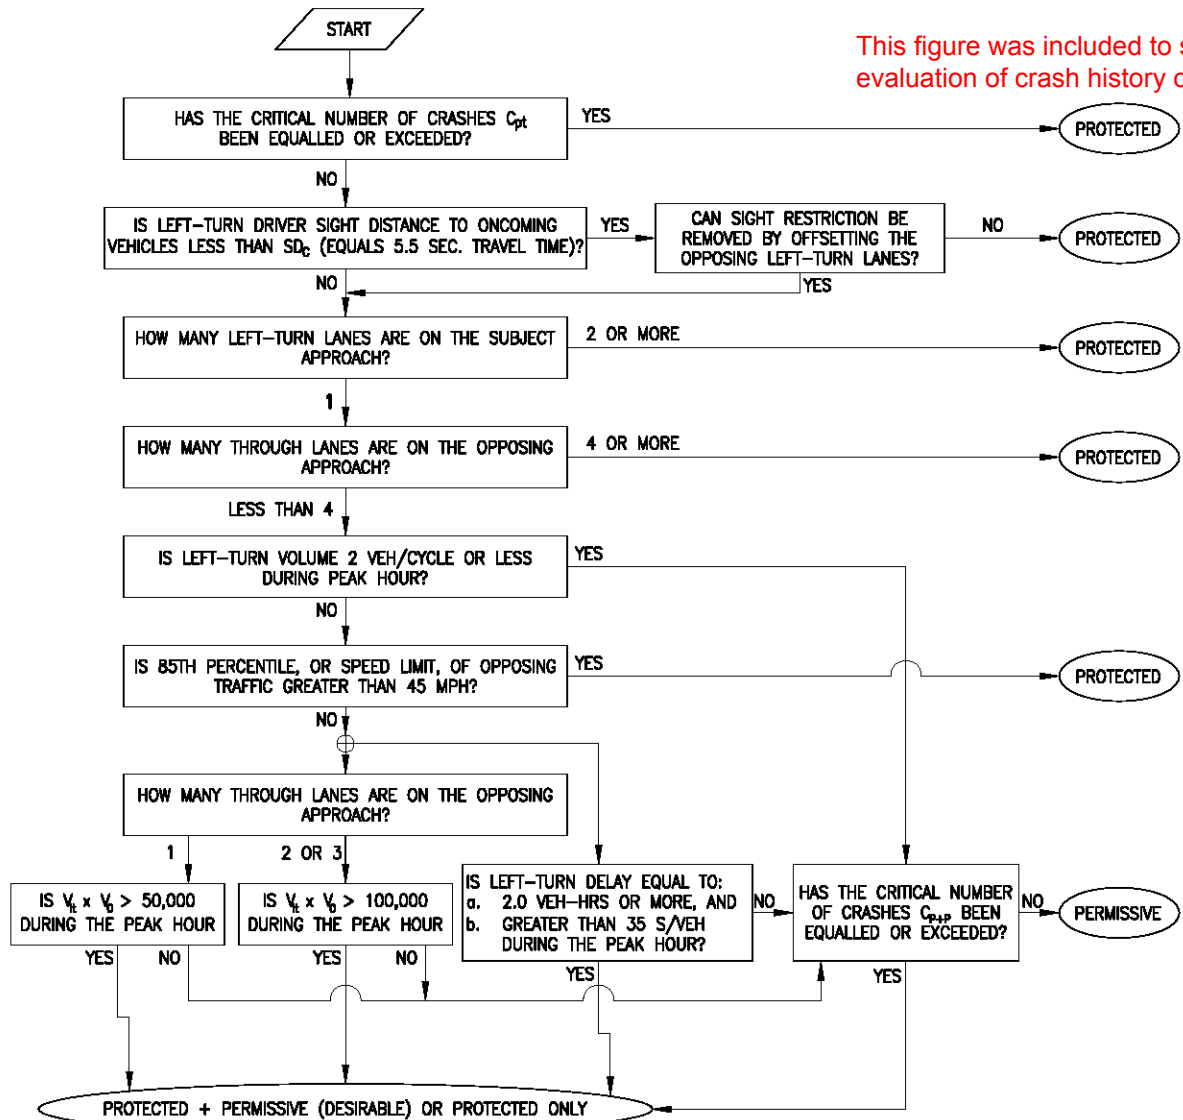 START
This figure was included to s
evaluation of crash history o
HAS THE CRITICAL NUMBER OF CRASHES Cpt
BEEN EQUALLED OR EXCEEDED?
YES
PROTECTED
NO
IS LEFT-TURN DRIVER SIGHT DISTANCE TO ONCOMING
VEHICLES LESS THAN SDC (EQUALS 5.5 SEC. TRAVEL TIME)?
YES
CAN SIGHT RESTRICTION BE
REMOVED BY OFFSETTING THE
OPPOSING LEFT-TURN LANES?
NO
PROTECTED
NO
YES
HOW MANY LEFT-TURN LANES ARE ON THE SUBJECT
APPROACH?
2 OR MORE
PROTECTED
1
HOW MANY THROUGH LANES ARE ON THE OPPOSING
APPROACH?
4 OR MORE
PROTECTED
LESS THAN 4
IS LEFT-TURN VOLUME 2 VEH/CYCLE OR LESS
DURING PEAK HOUR?
YES
NO
IS 85TH PERCENTILE, OR SPEED LIMIT, OF OPPOSING
TRAFFIC GREATER THAN 45 MPH?
YES
PROTECTED
NO
HOW MANY THROUGH LANES ARE ON THE OPPOSING
APPROACH?
1
2 OR 3
IS Vlt x Vo > 50,000
DURING THE PEAK HOUR
IS Vlt x Vo > 100,000
DURING THE PEAK HOUR
IS LEFT-TURN DELAY EQUAL TO:
a. 2.0 VEH-HRS OR MORE, AND
b. GREATER THAN 35 S/VEH
DURING THE PEAK HOUR?
NO
HAS THE CRITICAL NUMBER
OF CRASHES Cp+p BEEN
EQUALLED OR EXCEEDED?
NO
PERMISSIVE
YES
NO
YES
NO
YES
YES
PROTECTED + PERMISSIVE (DESIRABLE) OR PROTECTED ONLY